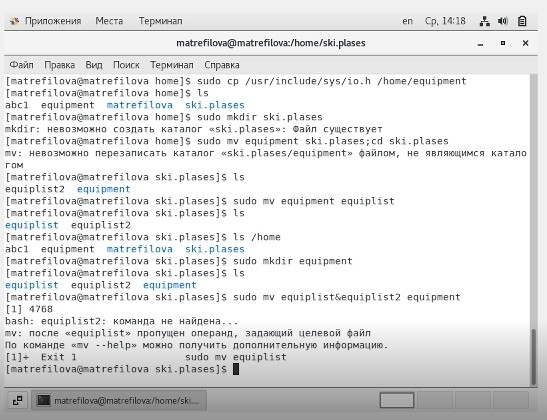 Приложения Места Терминал en Ср, 14:18
matrefilova@matrefilova:/home/ski.plases
Файл Правка Вид Поиск Терминал Справка
[matrefilova@matrefilova home]$ sudo cp /usr/include/sys/io.h /home/equipment
[matrefilova@matrefilova home]$ ls
abc1 equipment matrefilova ski.plases
[matrefilova@matrefilova home]$ sudo mkdir ski.plases
mkdir: невозможно создать каталог «ski.plases»: Файл существует
[matrefilova@matrefilova home]$ sudo mv equipment ski.plases;cd ski.plases
mv: невозможно перезаписать каталог «ski.plases/equipment» файлом, не являющимся катало
гом
[matrefilova@matrefilova ski.plases]$ ls
equiplist2 equipment
[matrefilova@matrefilova ski.plases]$ sudo mv equipment equiplist
[matrefilova@matrefilova ski.plases]$ ls
equiplist equiplist2
[matrefilova@matrefilova ski.plases]$ ls /home
abc1 equipment matrefilova ski.plases
[matrefilova@matrefilova ski.plases]$ sudo mkdir equipment
[matrefilova@matrefilova ski.plases]$ ls
equiplist equiplist2 equipment
[matrefilova@matrefilova ski.plases]$ sudo mv equiplist&equiplist2 equipment
[1] 4768
bash: equiplist2: команда не найдена...
mv: после «equiplist» пропущен операнд, задающий целевой файл
По команде «mv --help» можно получить дополнительную информацию.
[1]+ Exit 1 sudo mv equiplist
[matrefilova@matrefilova ski.plases]$
matrefilova@matrefilova:/home/ski....